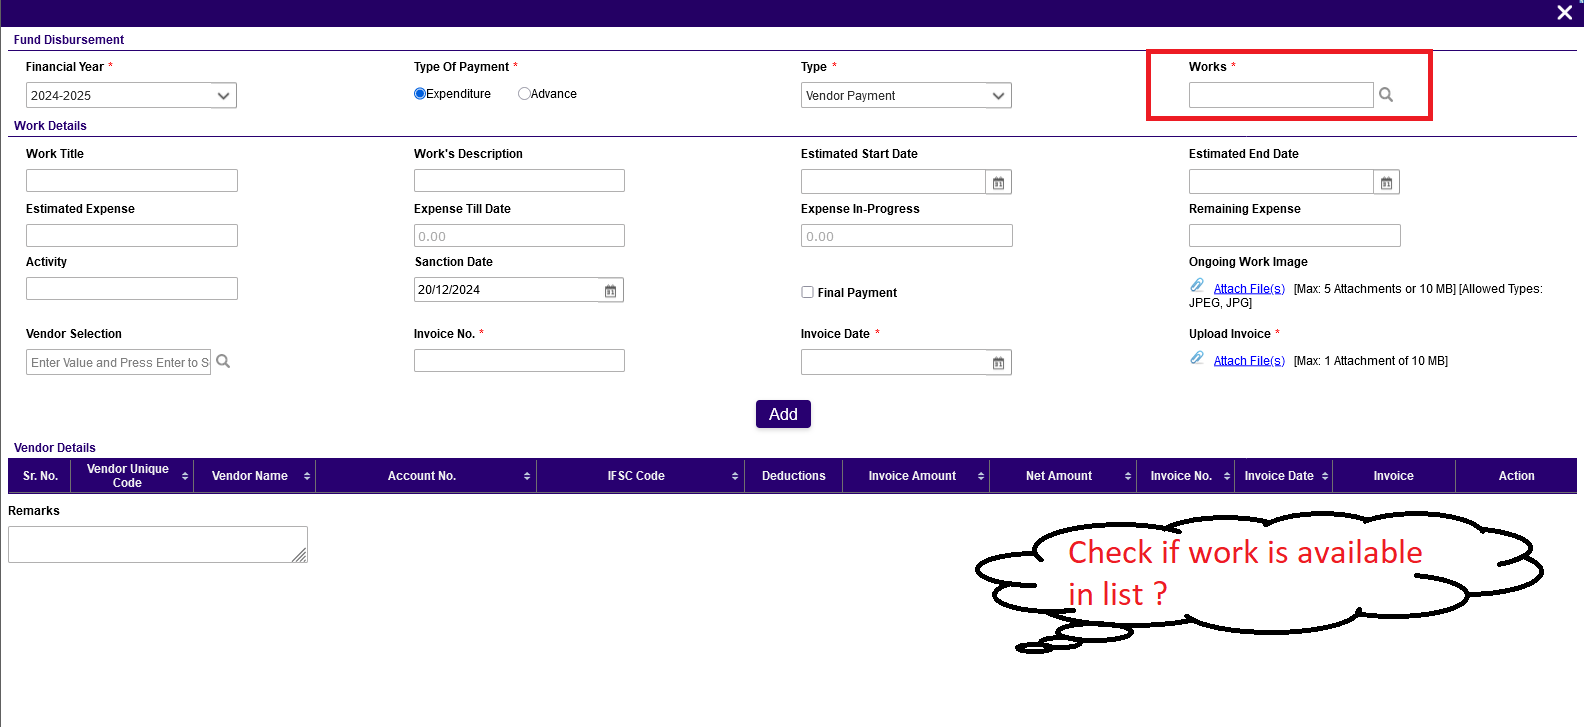 Fund Disbursement
Financial Year * Type Of Payment * Type * Works *
2024-2025 Expenditure Advance Vendor Payment
Work Details
Work Title Work's Description Estimated Start Date Estimated End Date
Estimated Expense Expense Till Date Expense In-Progress Remaining Expense
0.00 0.00
Activity Sanction Date Ongoing Work Image
20/12/2024 Final Payment Attach File(s) [Max: 5 Attachments or 10 MB] [Allowed Types:
JPEG, JPG]
Vendor Selection Invoice No. * Invoice Date * Upload Invoice *
Enter Value and Press Enter to S Attach File(s) [Max: 1 Attachment of 10 MB]
Add
Vendor Details
Sr. No. Vendor Unique Code Vendor Name Account No. IFSC Code Deductions Invoice Amount Net Amount Invoice No. Invoice Date Invoice Action
Remarks
Check if work is available
in list ?